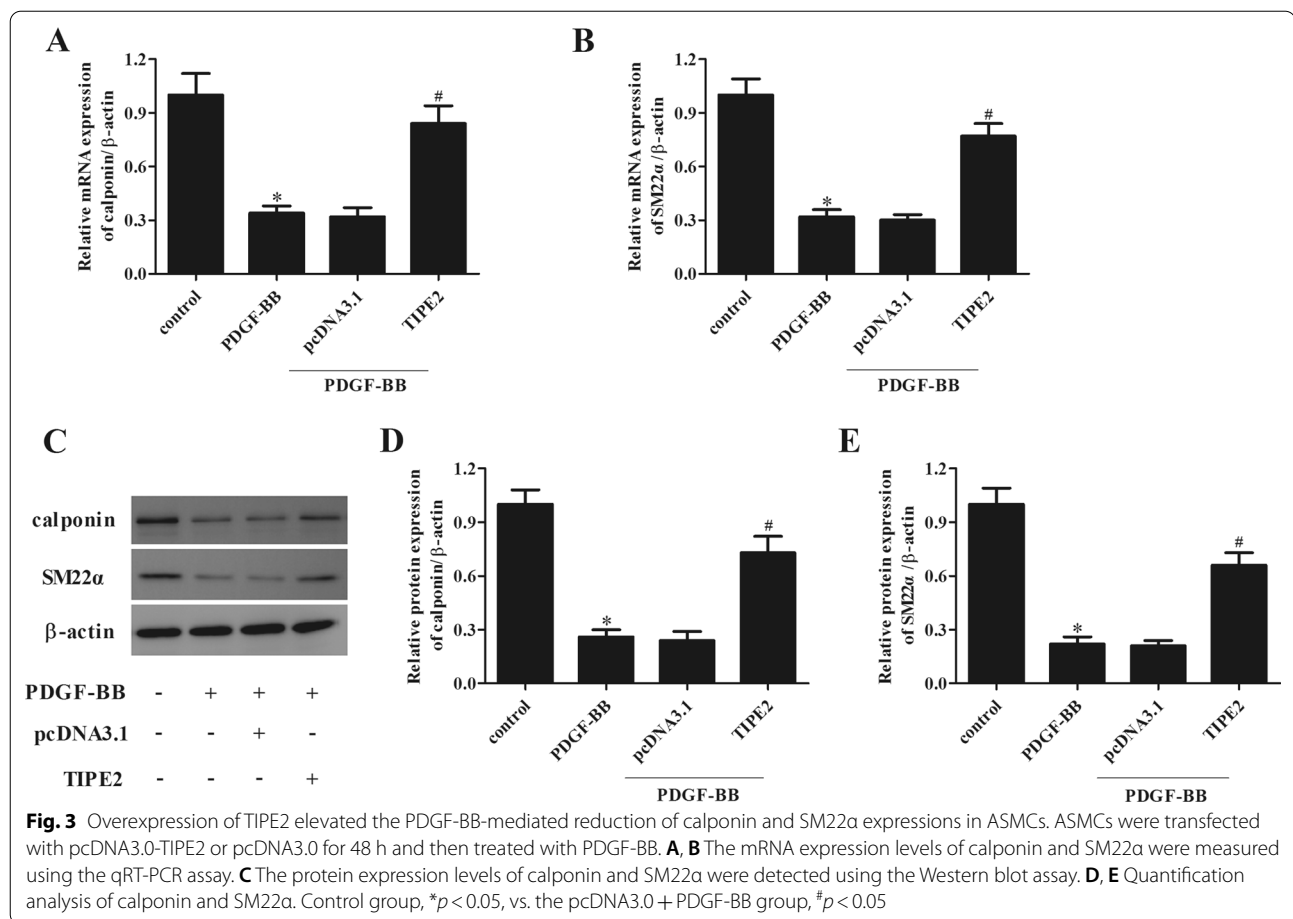 A
Relative mRNA expression
of calponin/β-actin
1.2
0.9
0.6
0.3
0.0
*
#
control
PDGF-BB
pcDNA3.1
TIPE2
PDGF-BB
B
Relative mRNA expression
of SM22α/β-actin
1.2
0.9
0.6
0.3
0.0
*
#
control
PDGF-BB
pcDNA3.1
TIPE2
PDGF-BB
C
calponin
SM22α
β-actin
PDGF-BB - + + +
pcDNA3.1 - - + -
TIPE2 - - - +
D
Relative protein expression
of calponin/β-actin
1.2
0.9
0.6
0.3
0.0
*
#
control
PDGF-BB
pcDNA3.1
TIPE2
PDGF-BB
E
Relative protein expression
of SM22α/β-actin
1.2
0.9
0.6
0.3
0.0
*
#
control
PDGF-BB
pcDNA3.1
TIPE2
PDGF-BB
Fig. 3 Overexpression of TIPE2 elevated the PDGF-BB-mediated reduction of calponin and SM22α expressions in ASMCs. ASMCs were transfected
with pcDNA3.0-TIPE2 or pcDNA3.0 for 48 h and then treated with PDGF-BB. A, B The mRNA expression levels of calponin and SM22α were measured
using the qRT-PCR assay. C The protein expression levels of calponin and SM22α were detected using the Western blot assay. D, E Quantification
analysis of calponin and SM22α. Control group, *p < 0.05, vs. the pcDNA3.0 + PDGF-BB group, #p < 0.05